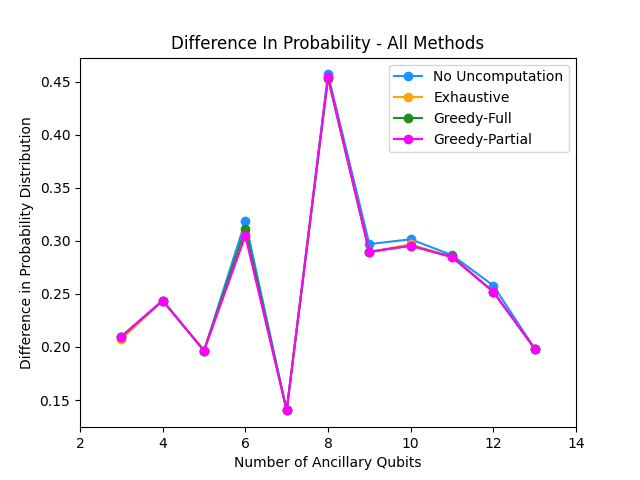 Difference In Probability - All Methods
No Uncomputation
Exhaustive
Greedy-Full
Greedy-Partial
Difference in Probability Distribution
0.45
0.40
0.35
0.30
0.25
0.20
0.15
2 4 6 8 10 12 14
Number of Ancillary Qubits